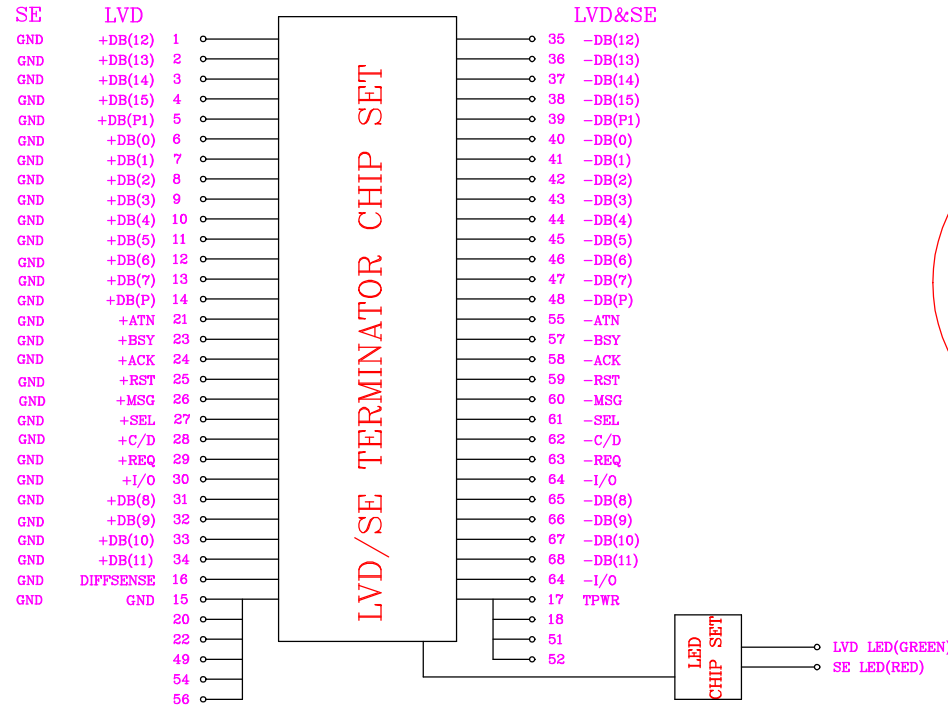 SE LVD LVD&SE
GND +DB(12) 1 35 -DB(12)
GND +DB(13) 2 36 -DB(13)
GND +DB(14) 3 37 -DB(14)
GND +DB(15) 4 38 -DB(15)
GND +DB(P1) 5 39 -DB(P1)
GND +DB(0) 6 40 -DB(0)
GND +DB(1) 7 41 -DB(1)
GND +DB(2) 8 42 -DB(2)
GND +DB(3) 9 43 -DB(3)
GND +DB(4) 10 44 -DB(4)
GND +DB(5) 11 45 -DB(5)
GND +DB(6) 12 46 -DB(6)
GND +DB(7) 13 47 -DB(7)
GND +DB(P) 14 48 -DB(P)
GND +ATN 21 55 -ATN
GND +BSY 23 57 -BSY
GND +ACK 24 58 -ACK
GND +RST 25 59 -RST
GND +MSG 26 60 -MSG
GND +SEL 27 61 -SEL
GND +C/D 28 62 -C/D
GND +REQ 29 63 -REQ
GND +I/O 30 64 -I/O
GND +DB(8) 31 65 -DB(8)
GND +DB(9) 32 66 -DB(9)
GND +DB(10) 33 67 -DB(10)
GND +DB(11) 34 68 -DB(11)
GND DIFFSENSE 16 64 -I/O
GND GND 15 17 TPWR
20 18
22 51
49 52
54
56
LVD/SE TERMINATOR CHIP SET
LED
CHIP SET
LVD LED(GREEN)
SE LED(RED)